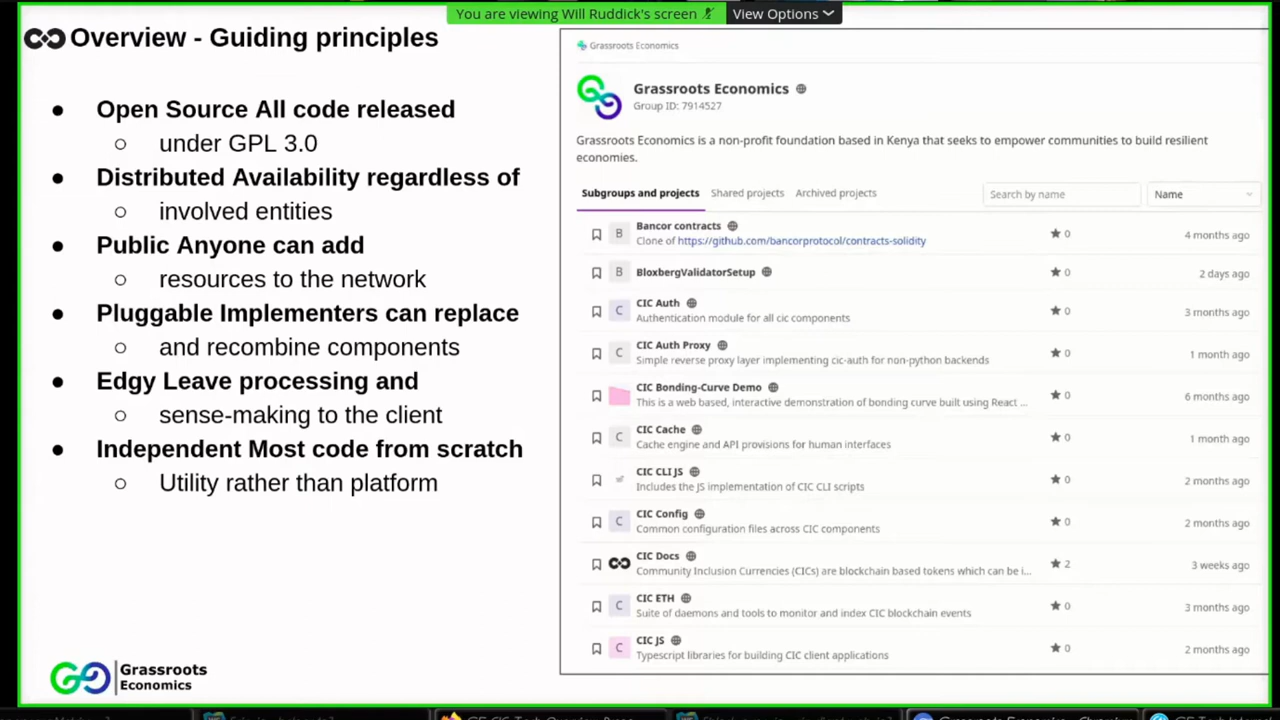 You are viewing Will Ruddick's screen
View Options
Overview - Guiding principles
● Open Source All code released
○ under GPL 3.0
● Distributed Availability regardless of
○ involved entities
● Public Anyone can add
○ resources to the network
● Pluggable Implementers can replace
○ and recombine components
● Edgy Leave processing and
○ sense-making to the client
● Independent Most code from scratch
○ Utility rather than platform
Grassroots
Economics
Grassroots Economics
Grassroots Economics
Group ID: 7914527
Grassroots Economics is a non-profit foundation based in Kenya that seeks to empower communities to build resilient
economies.
Subgroups and projects Shared projects Archived projects Search by name Name
B Bancor contracts ★ 0 4 months ago
Clone of https://github.com/bancorprotocol/contracts-solidity
B BloxbergValidatorSetup ★ 0 2 days ago
C CIC Auth ★ 0 3 months ago
Authentication module for all cic components
C CIC Auth Proxy ★ 0 1 month ago
Simple reverse proxy layer implementing cic-auth for non-python backends
CIC Bonding-Curve Demo ★ 0 6 months ago
This is a web based, interactive demonstration of bonding curve built using React ...
C CIC Cache ★ 0 1 month ago
Cache engine and API provisions for human interfaces
CIC CLI JS ★ 0 2 months ago
Includes the JS implementation of CIC CLI scripts
C CIC Config ★ 0 2 months ago
Common configuration files across CIC components
CIC Docs ★ 2 3 weeks ago
Community Inclusion Currencies (CICs) are blockchain based tokens which can be i...
C CIC ETH ★ 0 3 months ago
Suite of daemons and tools to monitor and index CIC blockchain events
C CIC JS ★ 0 2 months ago
Typescript libraries for building CIC client applications